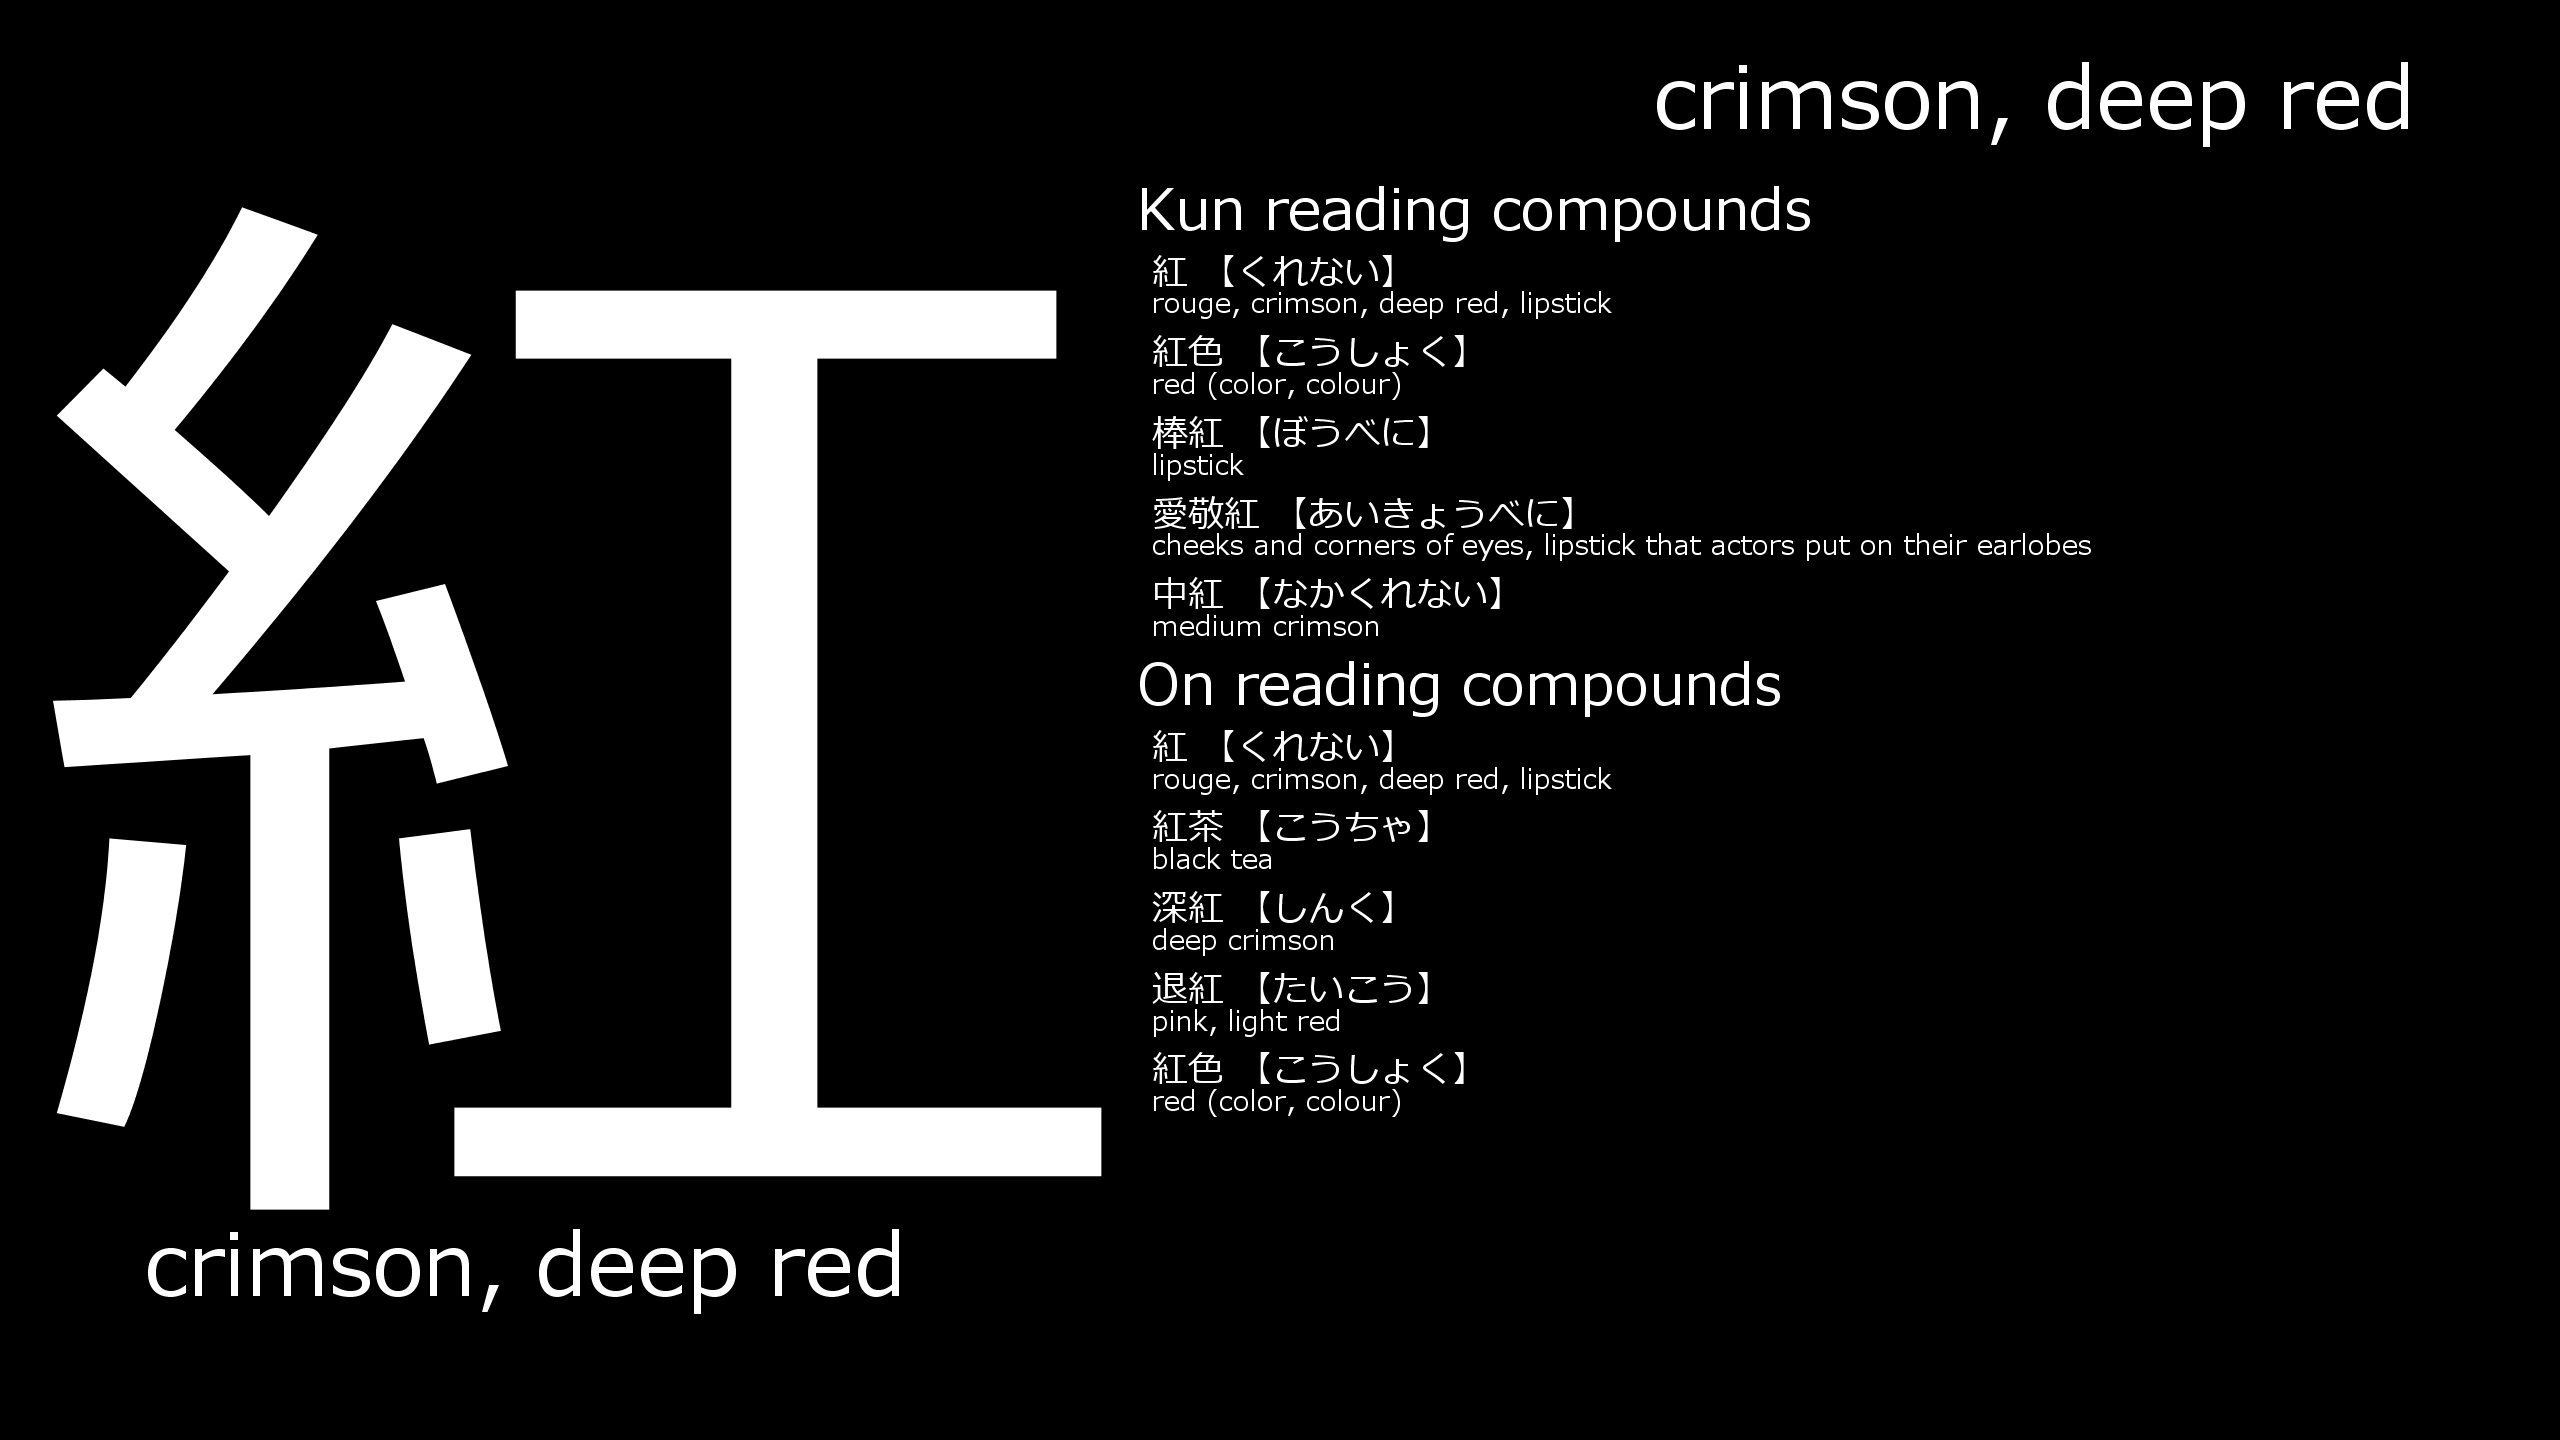 crimson, deep red
紅
crimson, deep red
Kun reading compounds
紅 【くれない】
rouge, crimson, deep red, lipstick
紅色 【こうしょく】
red (color, colour)
棒紅 【ぼうべに】
lipstick
愛敬紅 【あいきょうべに】
cheeks and corners of eyes, lipstick that actors put on their earlobes
中紅 【なかくれない】
medium crimson
On reading compounds
紅 【くれない】
rouge, crimson, deep red, lipstick
紅茶 【こうちゃ】
black tea
深紅 【しんく】
deep crimson
退紅 【たいこう】
pink, light red
紅色 【こうしょく】
red (color, colour)